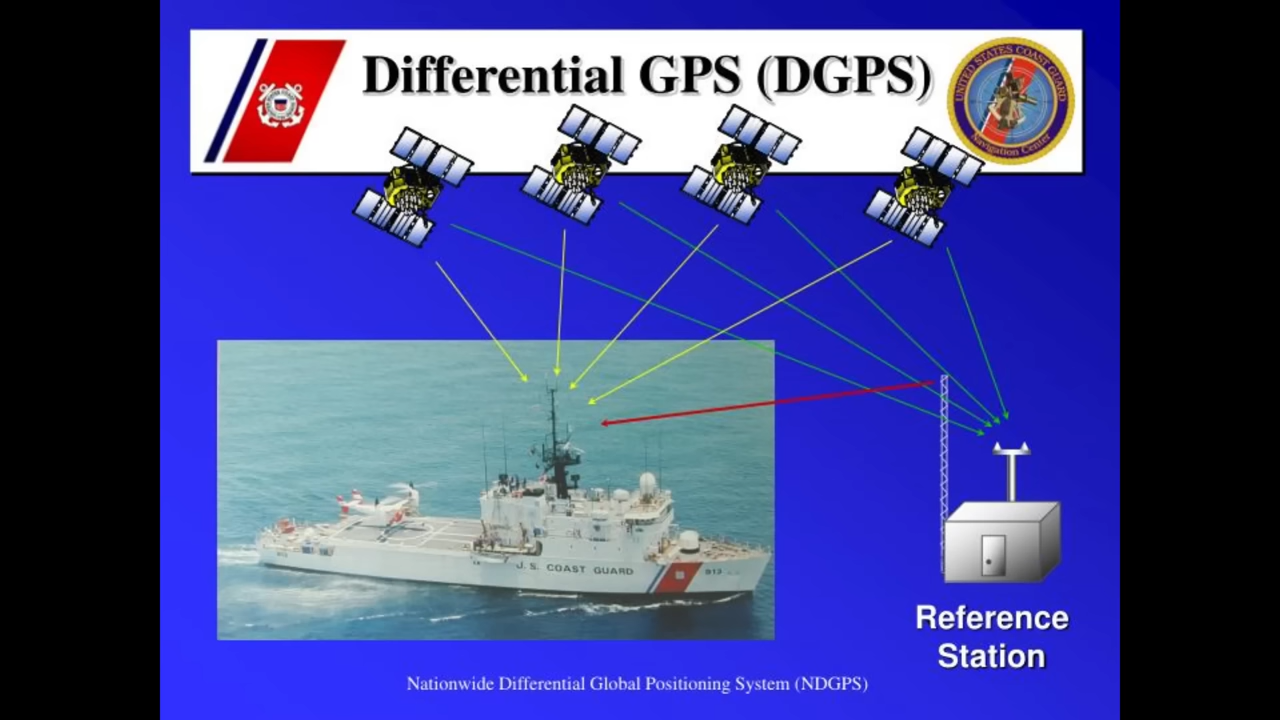 Differential GPS (DGPS)
UNITED STATES COAST GUARD
Navigation Center
U.S. COAST GUARD
913
Reference
Station
Nationwide Differential Global Positioning System (NDGPS)